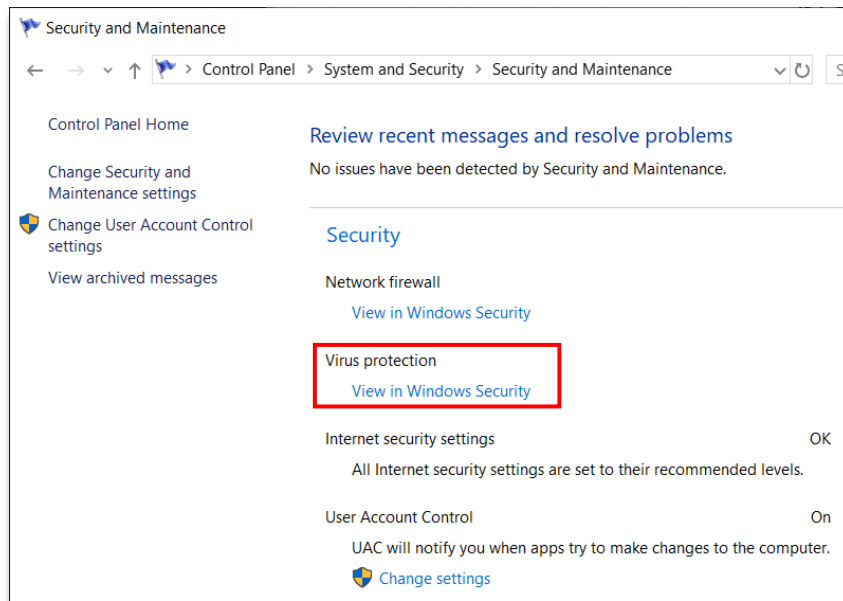 Security and Maintenance
Control Panel > System and Security > Security and Maintenance
Control Panel Home
Change Security and
Maintenance settings
Change User Account Control
settings
View archived messages
Review recent messages and resolve problems
No issues have been detected by Security and Maintenance.
Security
Network firewall
View in Windows Security
Virus protection
View in Windows Security
Internet security settings OK
All Internet security settings are set to their recommended levels.
User Account Control On
UAC will notify you when apps try to make changes to the computer.
Change settings